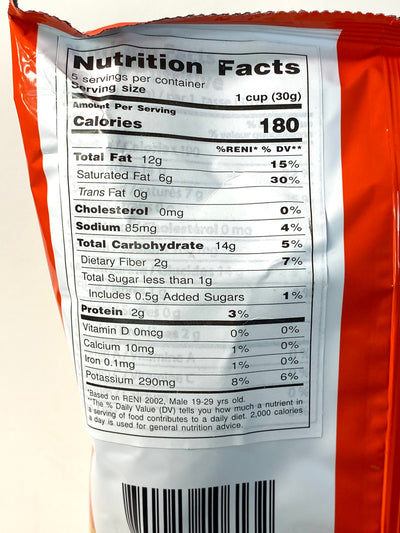 Nutrition Facts
5 servings per container
Serving size 1 cup (30g)
Amount Per Serving
Calories 180
%RENI* % DV**
Total Fat 12g 15%
Saturated Fat 6g 30%
Trans Fat 0g
Cholesterol 0mg 0%
Sodium 85mg 4%
Total Carbohydrate 14g 5%
Dietary Fiber 2g 7%
Total Sugar less than 1g
Includes 0.5g Added Sugars 1%
Protein 2g 3%
Vitamin D 0mcg 0% 0%
Calcium 10mg 1% 0%
Iron 0.1mg 1% 0%
Potassium 290mg 8% 6%
*Based on RENI 2002, Male 19-29 yrs old.
**The % Daily Value (DV) tells you how much a nutrient in
a serving of food contributes to a daily diet. 2,000 calories
a day is used for general nutrition advice.